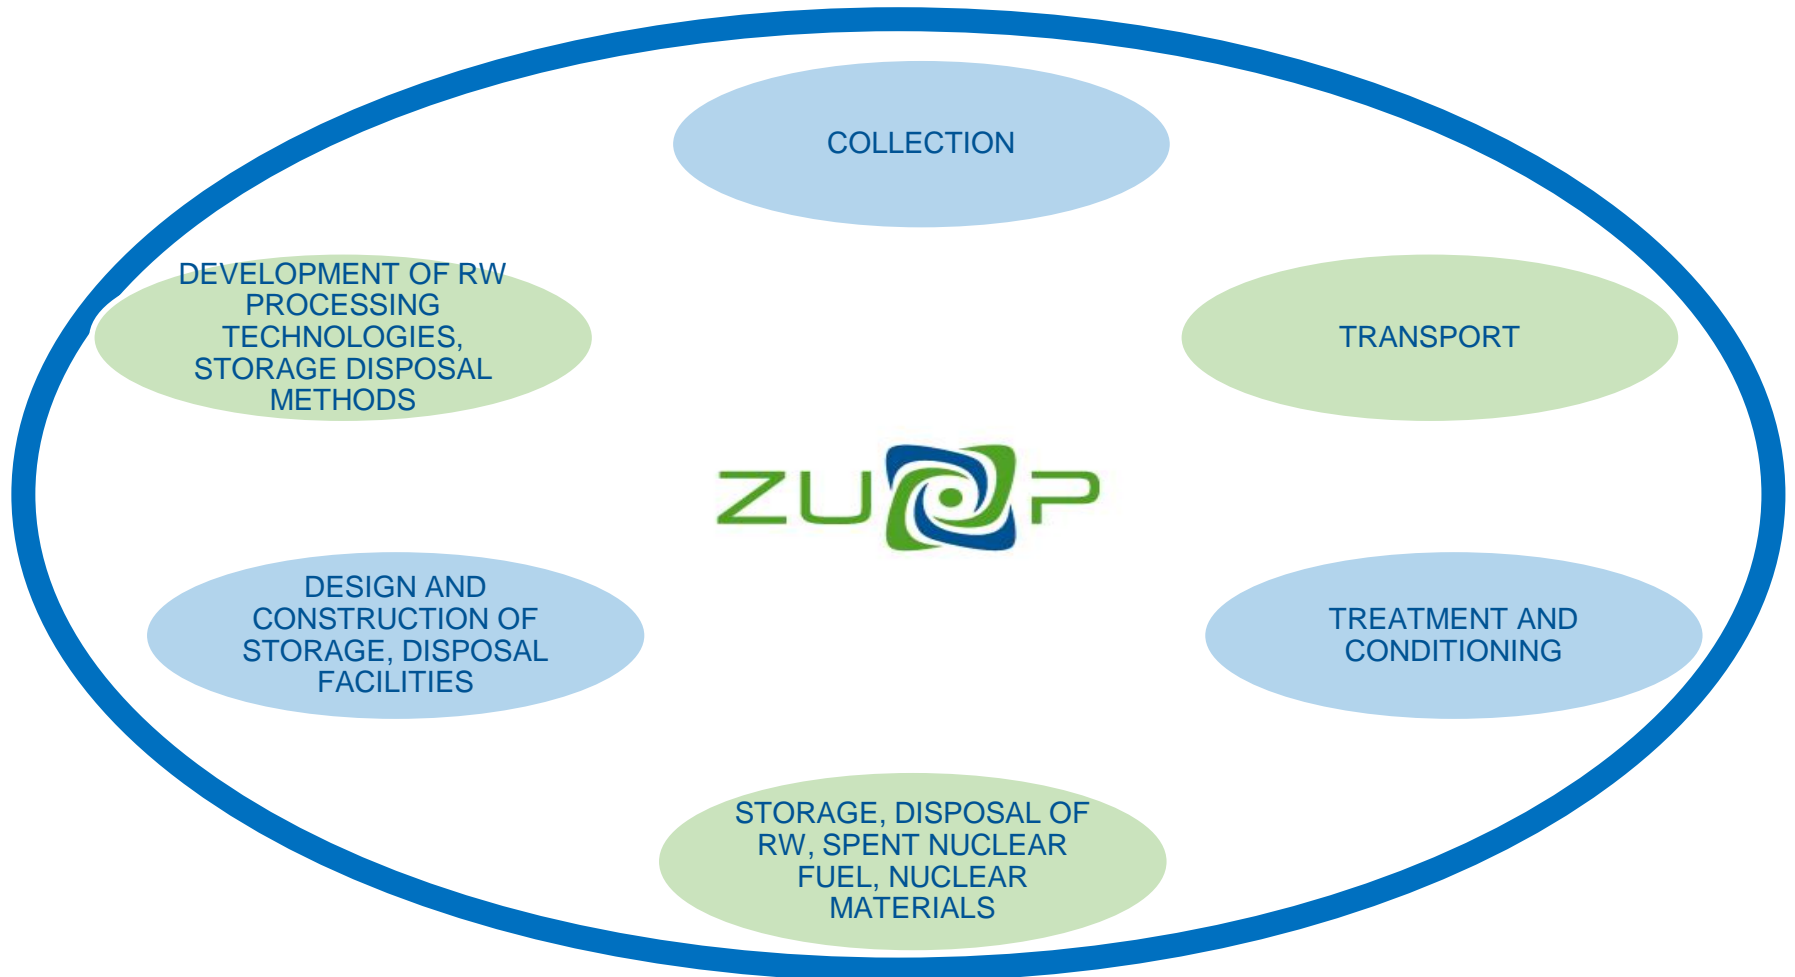 COLLECTION
DEVELOPMENT OF RW
PROCESSING
TECHNOLOGIES,
STORAGE DISPOSAL
METHODS
TRANSPORT
ZUOP
DESIGN AND
CONSTRUCTION OF
STORAGE, DISPOSAL
FACILITIES
TREATMENT AND
CONDITIONING
STORAGE, DISPOSAL OF
RW, SPENT NUCLEAR
FUEL, NUCLEAR
MATERIALS